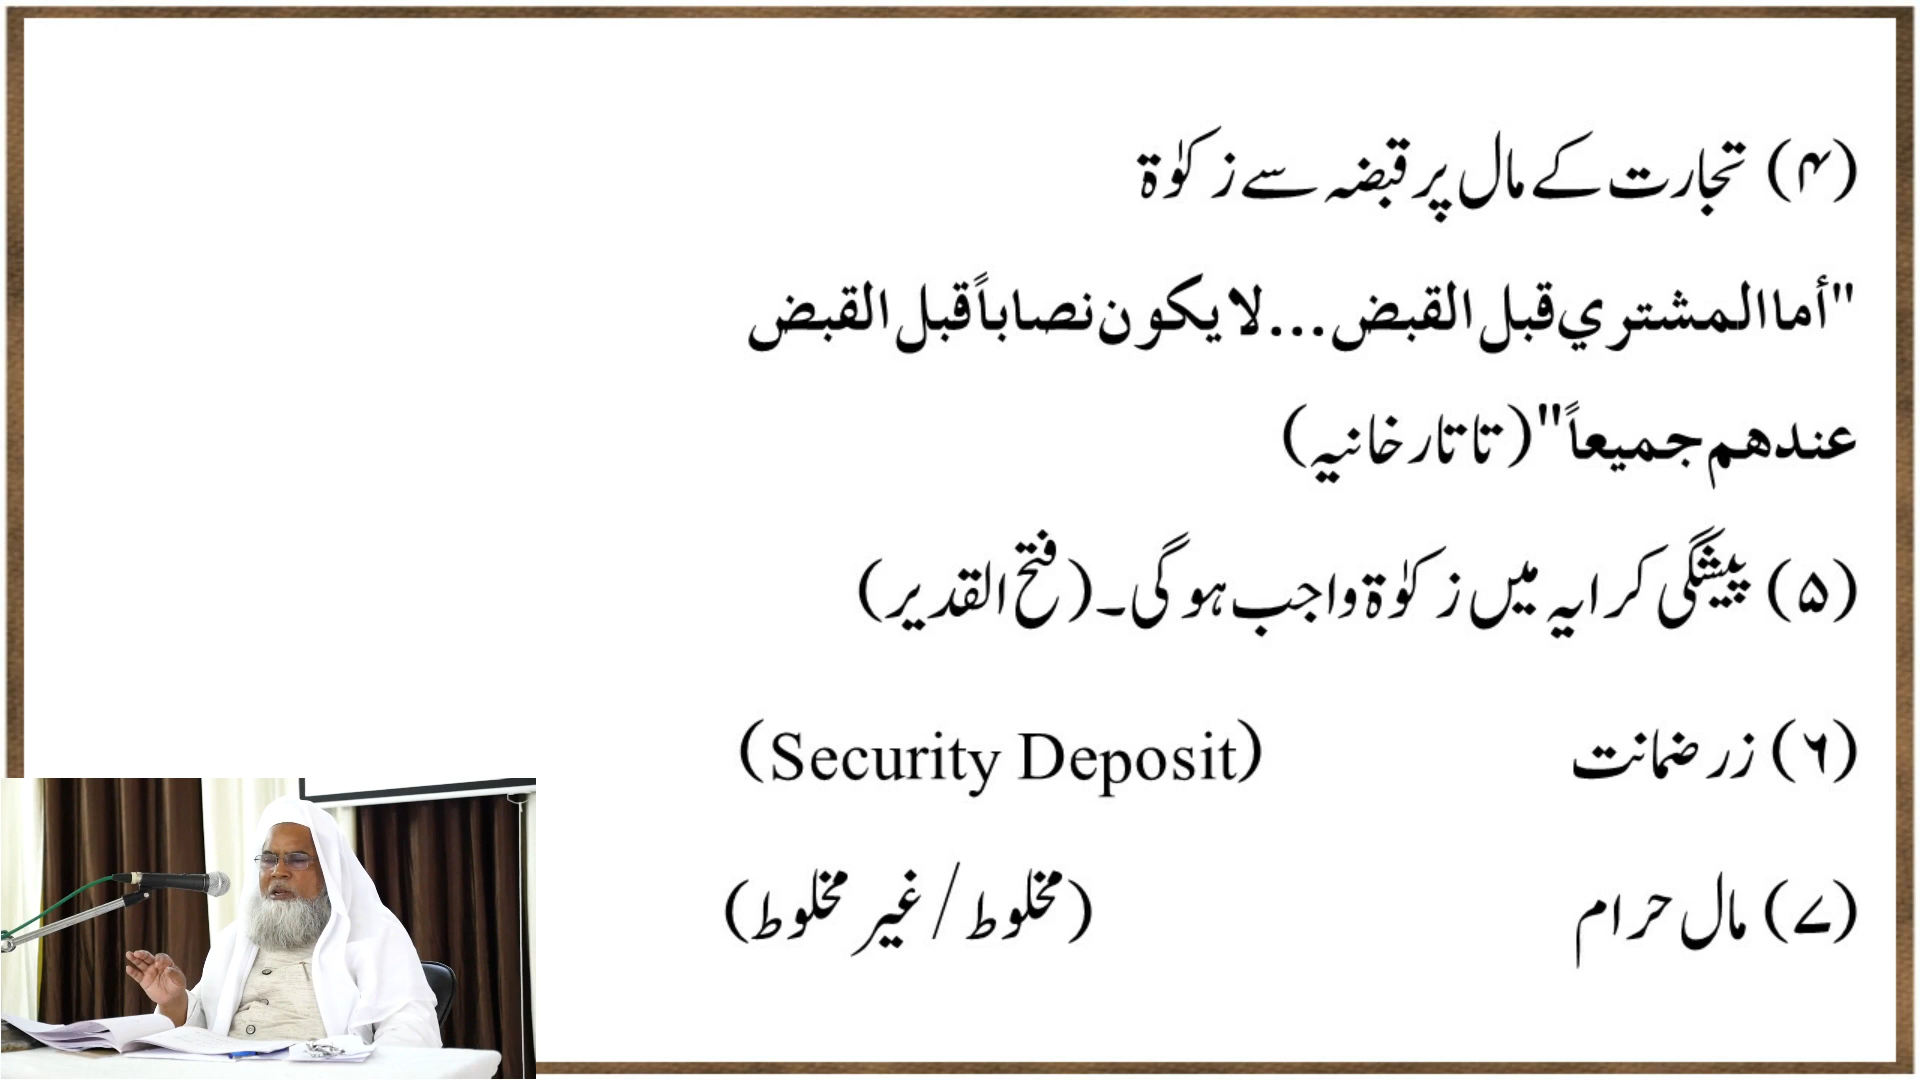 (۴) تجارت کے مال پر قبضہ سے زکوٰۃ
"أما المشتري قبل القبض...لا يكون نصاباً قبل القبض
عندهم جميعاً" (تاتارخانیہ)
(۵) پیشگی کرایہ میں زکوٰۃ واجب ہوگی۔ (فتح القدیر)
(۶) زر ضمانت (Security Deposit)
(۷) مال حرام (مخلوط / غیر مخلوط)